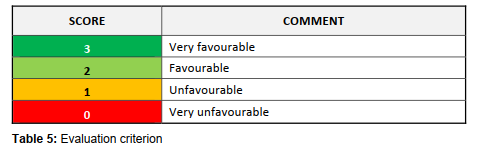 SCORE COMMENT
3 Very favourable
2 Favourable
1 Unfavourable
0 Very unfavourable
Table 5: Evaluation criterion